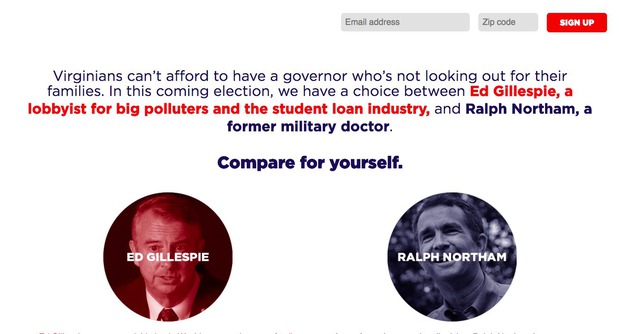 Email address
Zip code
SIGN UP
Virginians can’t afford to have a governor who’s not looking out for their
families. In this coming election, we have a choice between Ed Gillespie, a
lobbyist for big polluters and the student loan industry, and Ralph Northam, a
former military doctor.
Compare for yourself.
ED GILLESPIE
RALPH NORTHAM